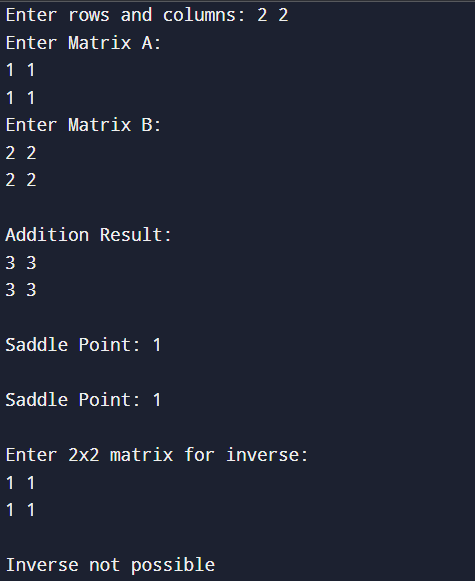 Enter rows and columns: 2 2
Enter Matrix A:
1 1
1 1
Enter Matrix B:
2 2
2 2
Addition Result:
3 3
3 3
Saddle Point: 1
Saddle Point: 1
Enter 2x2 matrix for inverse:
1 1
1 1
Inverse not possible